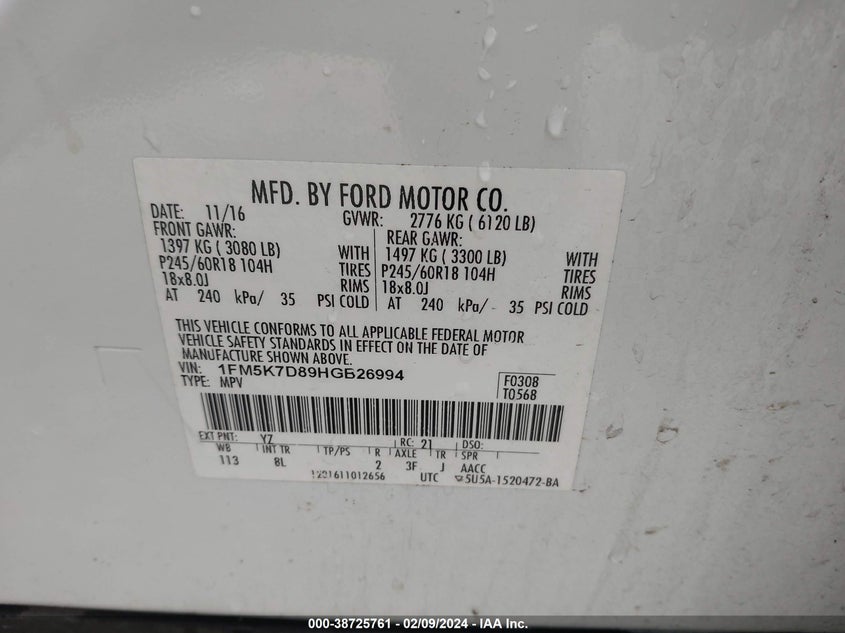 MFD. BY FORD MOTOR CO.
DATE: 11/16 GVWR: 2776 KG ( 6120 LB)
FRONT GAWR: REAR GAWR:
1397 KG ( 3080 LB) WITH 1497 KG ( 3300 LB) WITH
P245/60R18 104H TIRES P245/60R18 104H TIRES
18x8.0J RIMS 18x8.0J RIMS
AT 240 kPa/ 35 PSI COLD AT 240 kPa/ 35 PSI COLD
THIS VEHICLE CONFORMS TO ALL APPLICABLE FEDERAL MOTOR
VEHICLE SAFETY STANDARDS IN EFFECT ON THE DATE OF
MANUFACTURE SHOWN ABOVE.
VIN: 1FM5K7D89HGB26994 F0308
TYPE: MPV T0568
EXT PNT: YZ RC: 21 DSO:
WB INT TR TP/PS R AXLE TR SPR
113 8L 2 3F J AACC
UTC 5U5A-1520472-BA
000-38725761 - 02/09/2024 - IAA Inc.